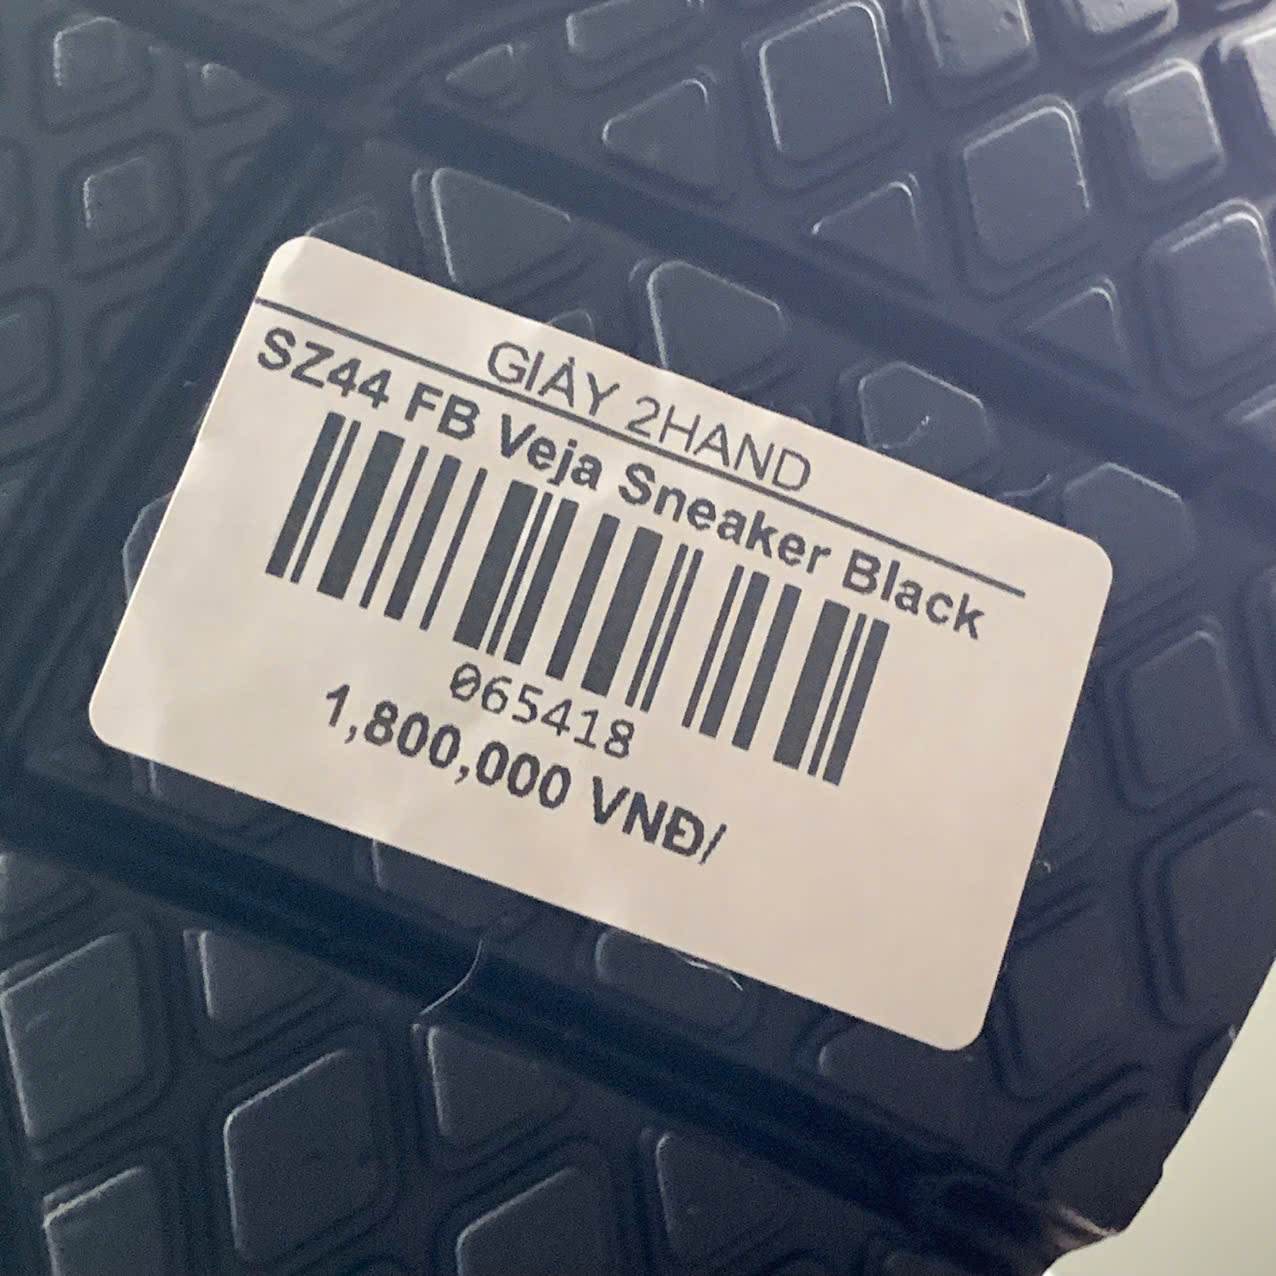 GIÀY 2HAND
SZ44 FB Veja Sneaker Black
065418
1,800,000 VNĐ/